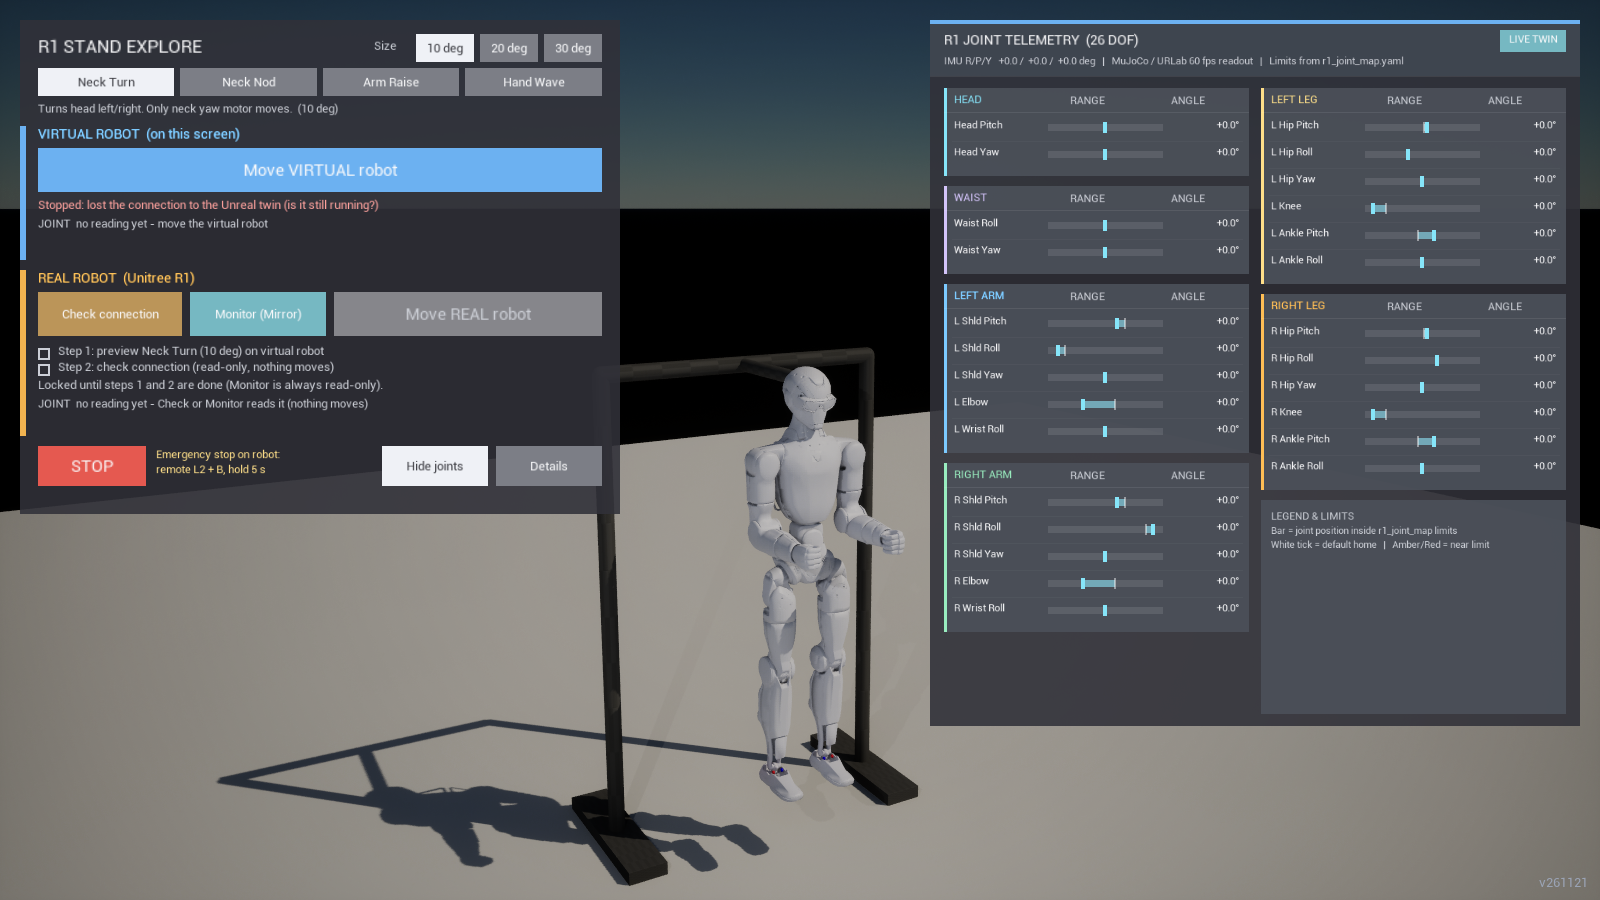 R1 STAND EXPLORE
Size
10 deg
20 deg
30 deg
Neck Turn
Neck Nod
Arm Raise
Hand Wave
Turns head left/right. Only neck yaw motor moves. (10 deg)
VIRTUAL ROBOT (on this screen)
Move VIRTUAL robot
Stopped: lost the connection to the Unreal twin (is it still running?)
JOINT no reading yet - move the virtual robot
REAL ROBOT (Unitree R1)
Check connection
Monitor (Mirror)
Move REAL robot
Step 1: preview Neck Turn (10 deg) on virtual robot
Step 2: check connection (read-only, nothing moves)
Locked until steps 1 and 2 are done (Monitor is always read-only).
JOINT no reading yet - Check or Monitor reads it (nothing moves)
STOP
Emergency stop on robot:
remote L2 + B, hold 5 s
Hide joints
Details
R1 JOINT TELEMETRY (26 DOF)
LIVE TWIN
IMU R/P/Y +0.0 / +0.0 / +0.0 deg | MuJoCo / URLab 60 fps readout | Limits from r1_joint_map.yaml
HEAD RANGE ANGLE
Head Pitch +0.0°
Head Yaw +0.0°
WAIST RANGE ANGLE
Waist Roll +0.0°
Waist Yaw +0.0°
LEFT ARM RANGE ANGLE
L Shld Pitch +0.0°
L Shld Roll +0.0°
L Shld Yaw +0.0°
L Elbow +0.0°
L Wrist Roll +0.0°
RIGHT ARM RANGE ANGLE
R Shld Pitch +0.0°
R Shld Roll +0.0°
R Shld Yaw +0.0°
R Elbow +0.0°
R Wrist Roll +0.0°
LEFT LEG RANGE ANGLE
L Hip Pitch +0.0°
L Hip Roll +0.0°
L Hip Yaw +0.0°
L Knee +0.0°
L Ankle Pitch +0.0°
L Ankle Roll +0.0°
RIGHT LEG RANGE ANGLE
R Hip Pitch +0.0°
R Hip Roll +0.0°
R Hip Yaw +0.0°
R Knee +0.0°
R Ankle Pitch +0.0°
R Ankle Roll +0.0°
LEGEND & LIMITS
Bar = joint position inside r1_joint_map limits
White tick = default home | Amber/Red = near limit
v261121